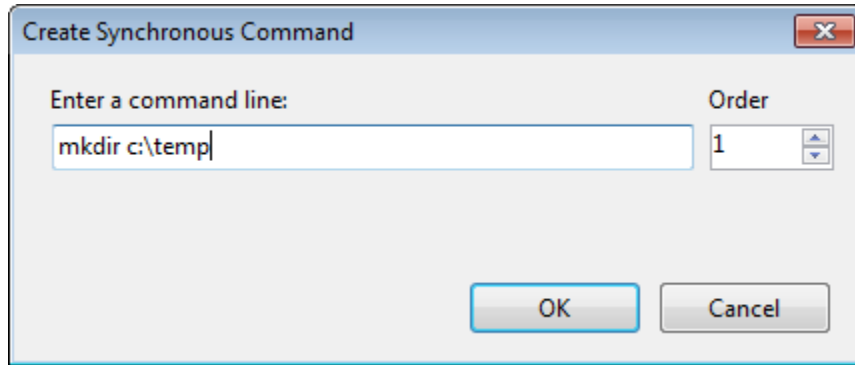 Create Synchronous Command
Enter a command line:
Order
mkdir c:\temp
1
OK
Cancel